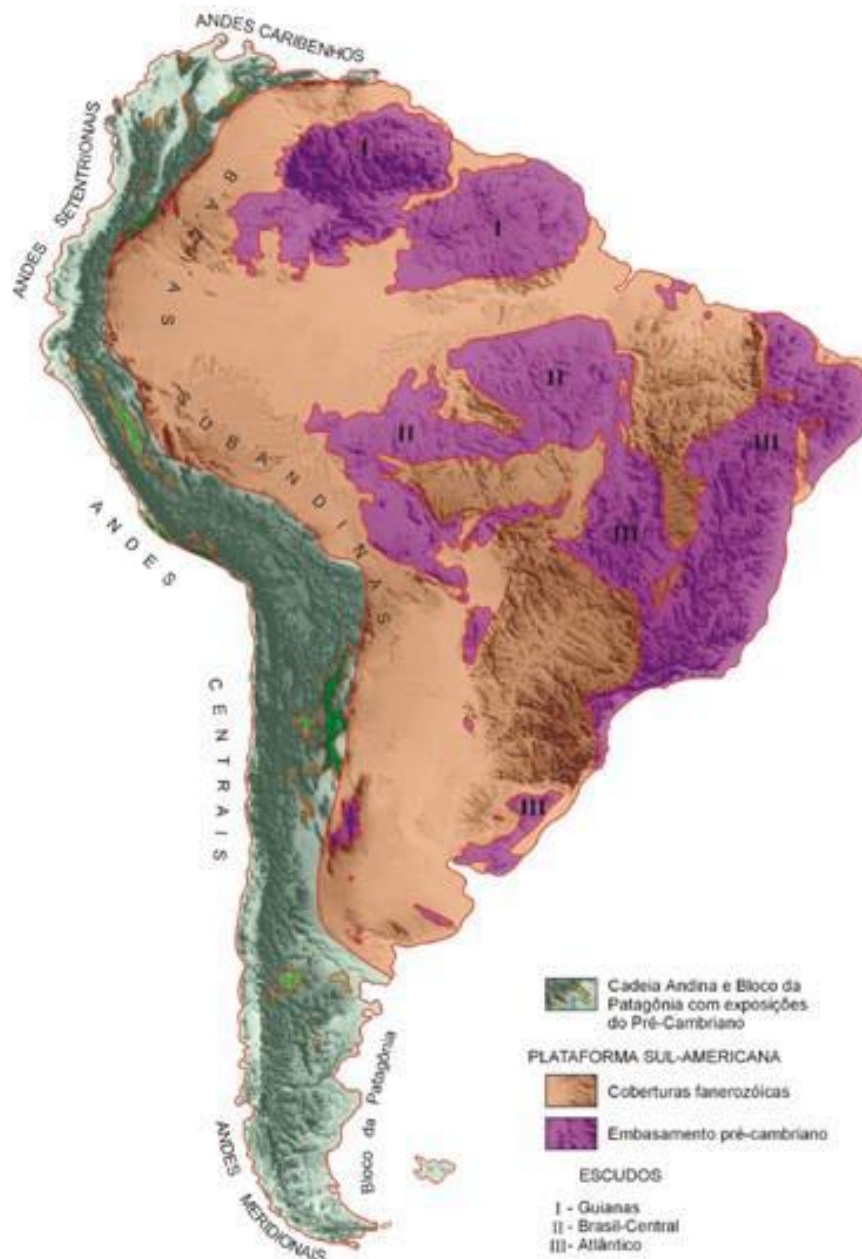 ANDES CARIBENHOS
ANDES SETENTRIONAIS
I
BACIAS
I
II
SUBANDINAS
II
III
III
ANDES
CENTRAIS
III
Bloco da Patagônia
ANDES MERIDIONAIS
Cadeia Andina e Bloco da
Patagônia com exposições
do Pré-Cambriano
PLATAFORMA SUL-AMERICANA
Coberturas fanerozóicas
Embasamento pré-cambriano
ESCUDOS
I - Guianas
II - Brasil-Central
III - Atlântico